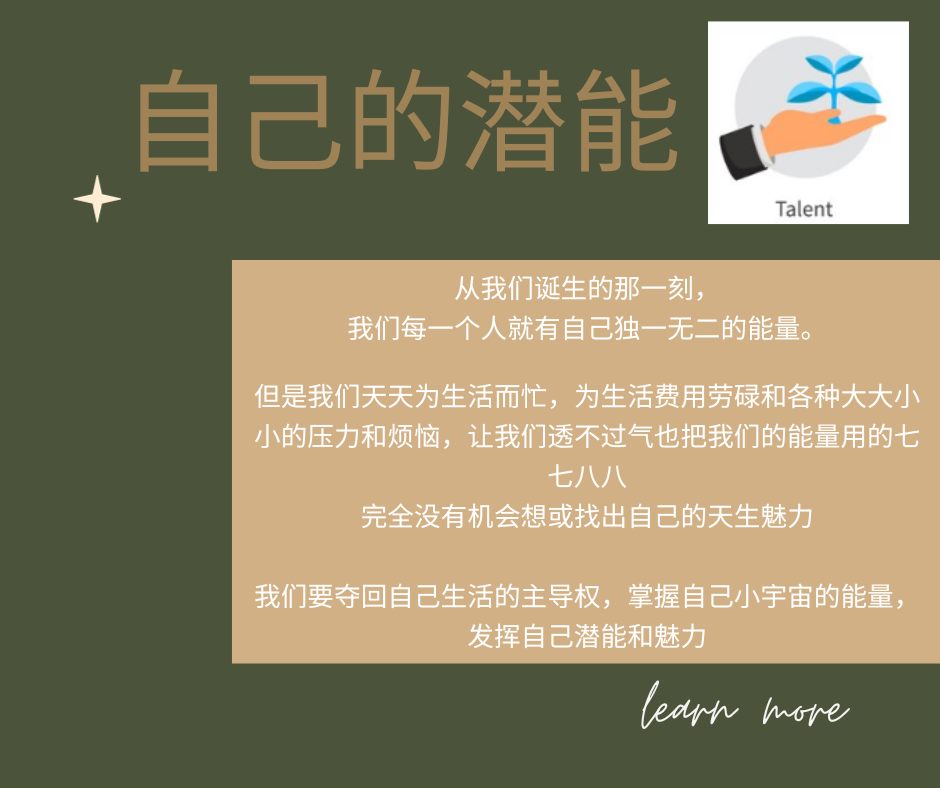 自己的潜能
Talent
从我们诞生的那一刻，
我们每一个人就有自己独一无二的能量。
但是我们天天为生活而忙，为生活费用劳碌和各种大大小
小的压力和烦恼，让我们透不过气也把我们的能量用的七
七八八
完全没有机会想或找出自己的天生魅力
我们要夺回自己生活的主导权，掌握自己小宇宙的能量，
发挥自己潜能和魅力
learn more